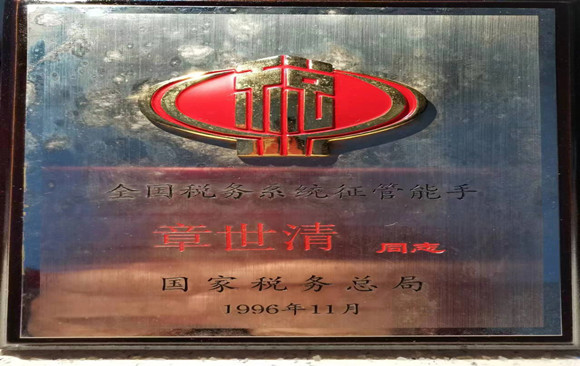 税
全国税务系统征管能手
章世清 同志
国家税务总局
1996年11月